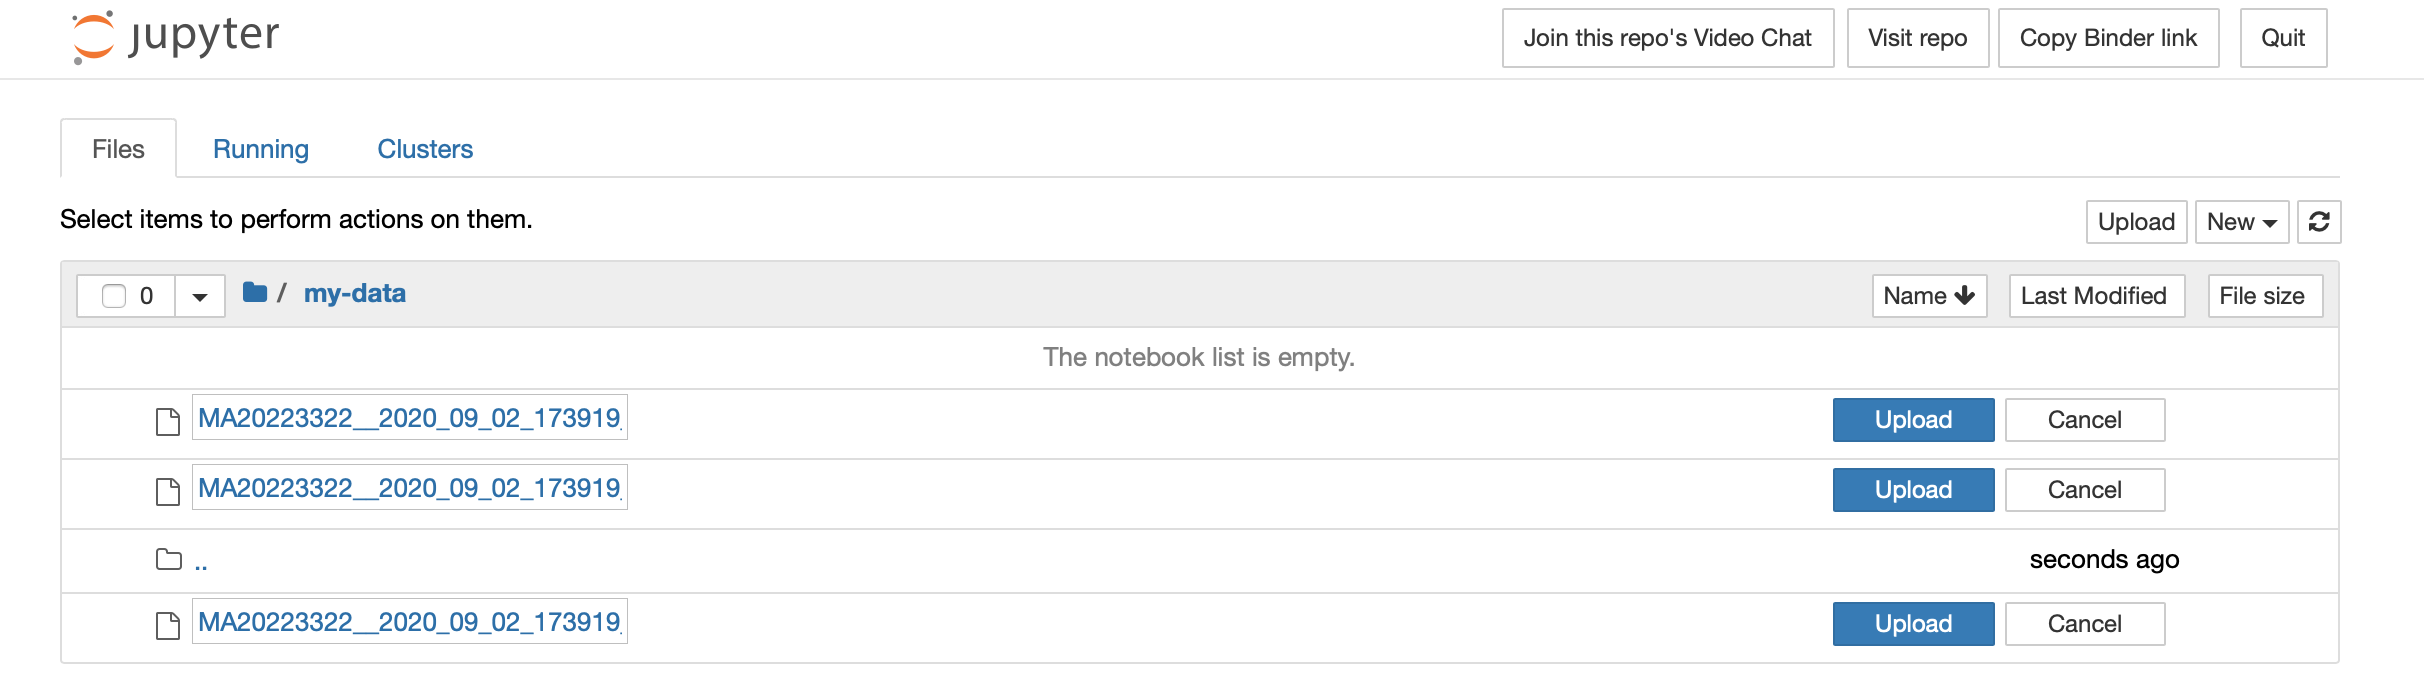 jupyter
Join this repo's Video Chat Visit repo Copy Binder link Quit
Files Running Clusters
Select items to perform actions on them.
Upload New
0 / my-data Name Last Modified File size
The notebook list is empty.
MA20223322__2020_09_02_173919 Upload Cancel
MA20223322__2020_09_02_173919 Upload Cancel
.. seconds ago
MA20223322__2020_09_02_173919 Upload Cancel